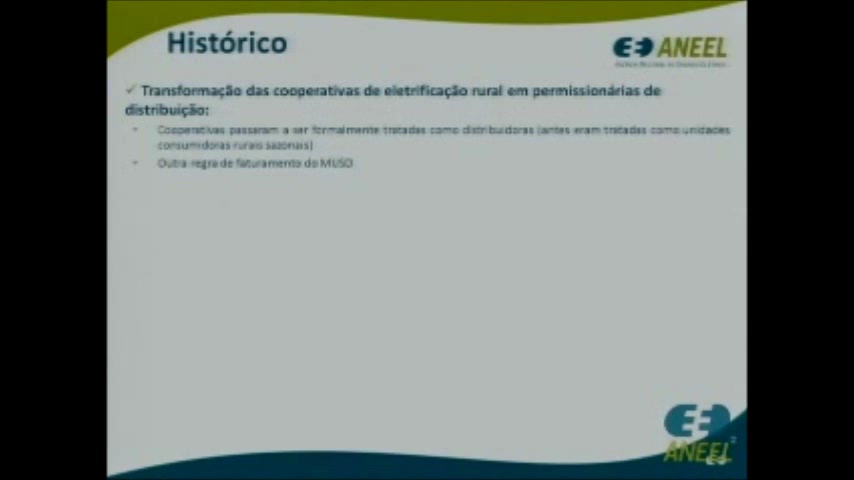 Histórico
ANEEL
✓ Transformação das cooperativas de eletrificação rural em permissionárias de
distribuição:
• Cooperativas passaram a ser formalmente tratadas como distribuidoras (antes eram tratadas como unidades
consumidoras rurais sazonais)
• Outra regra de faturamento do MUSD
ANEEL
2